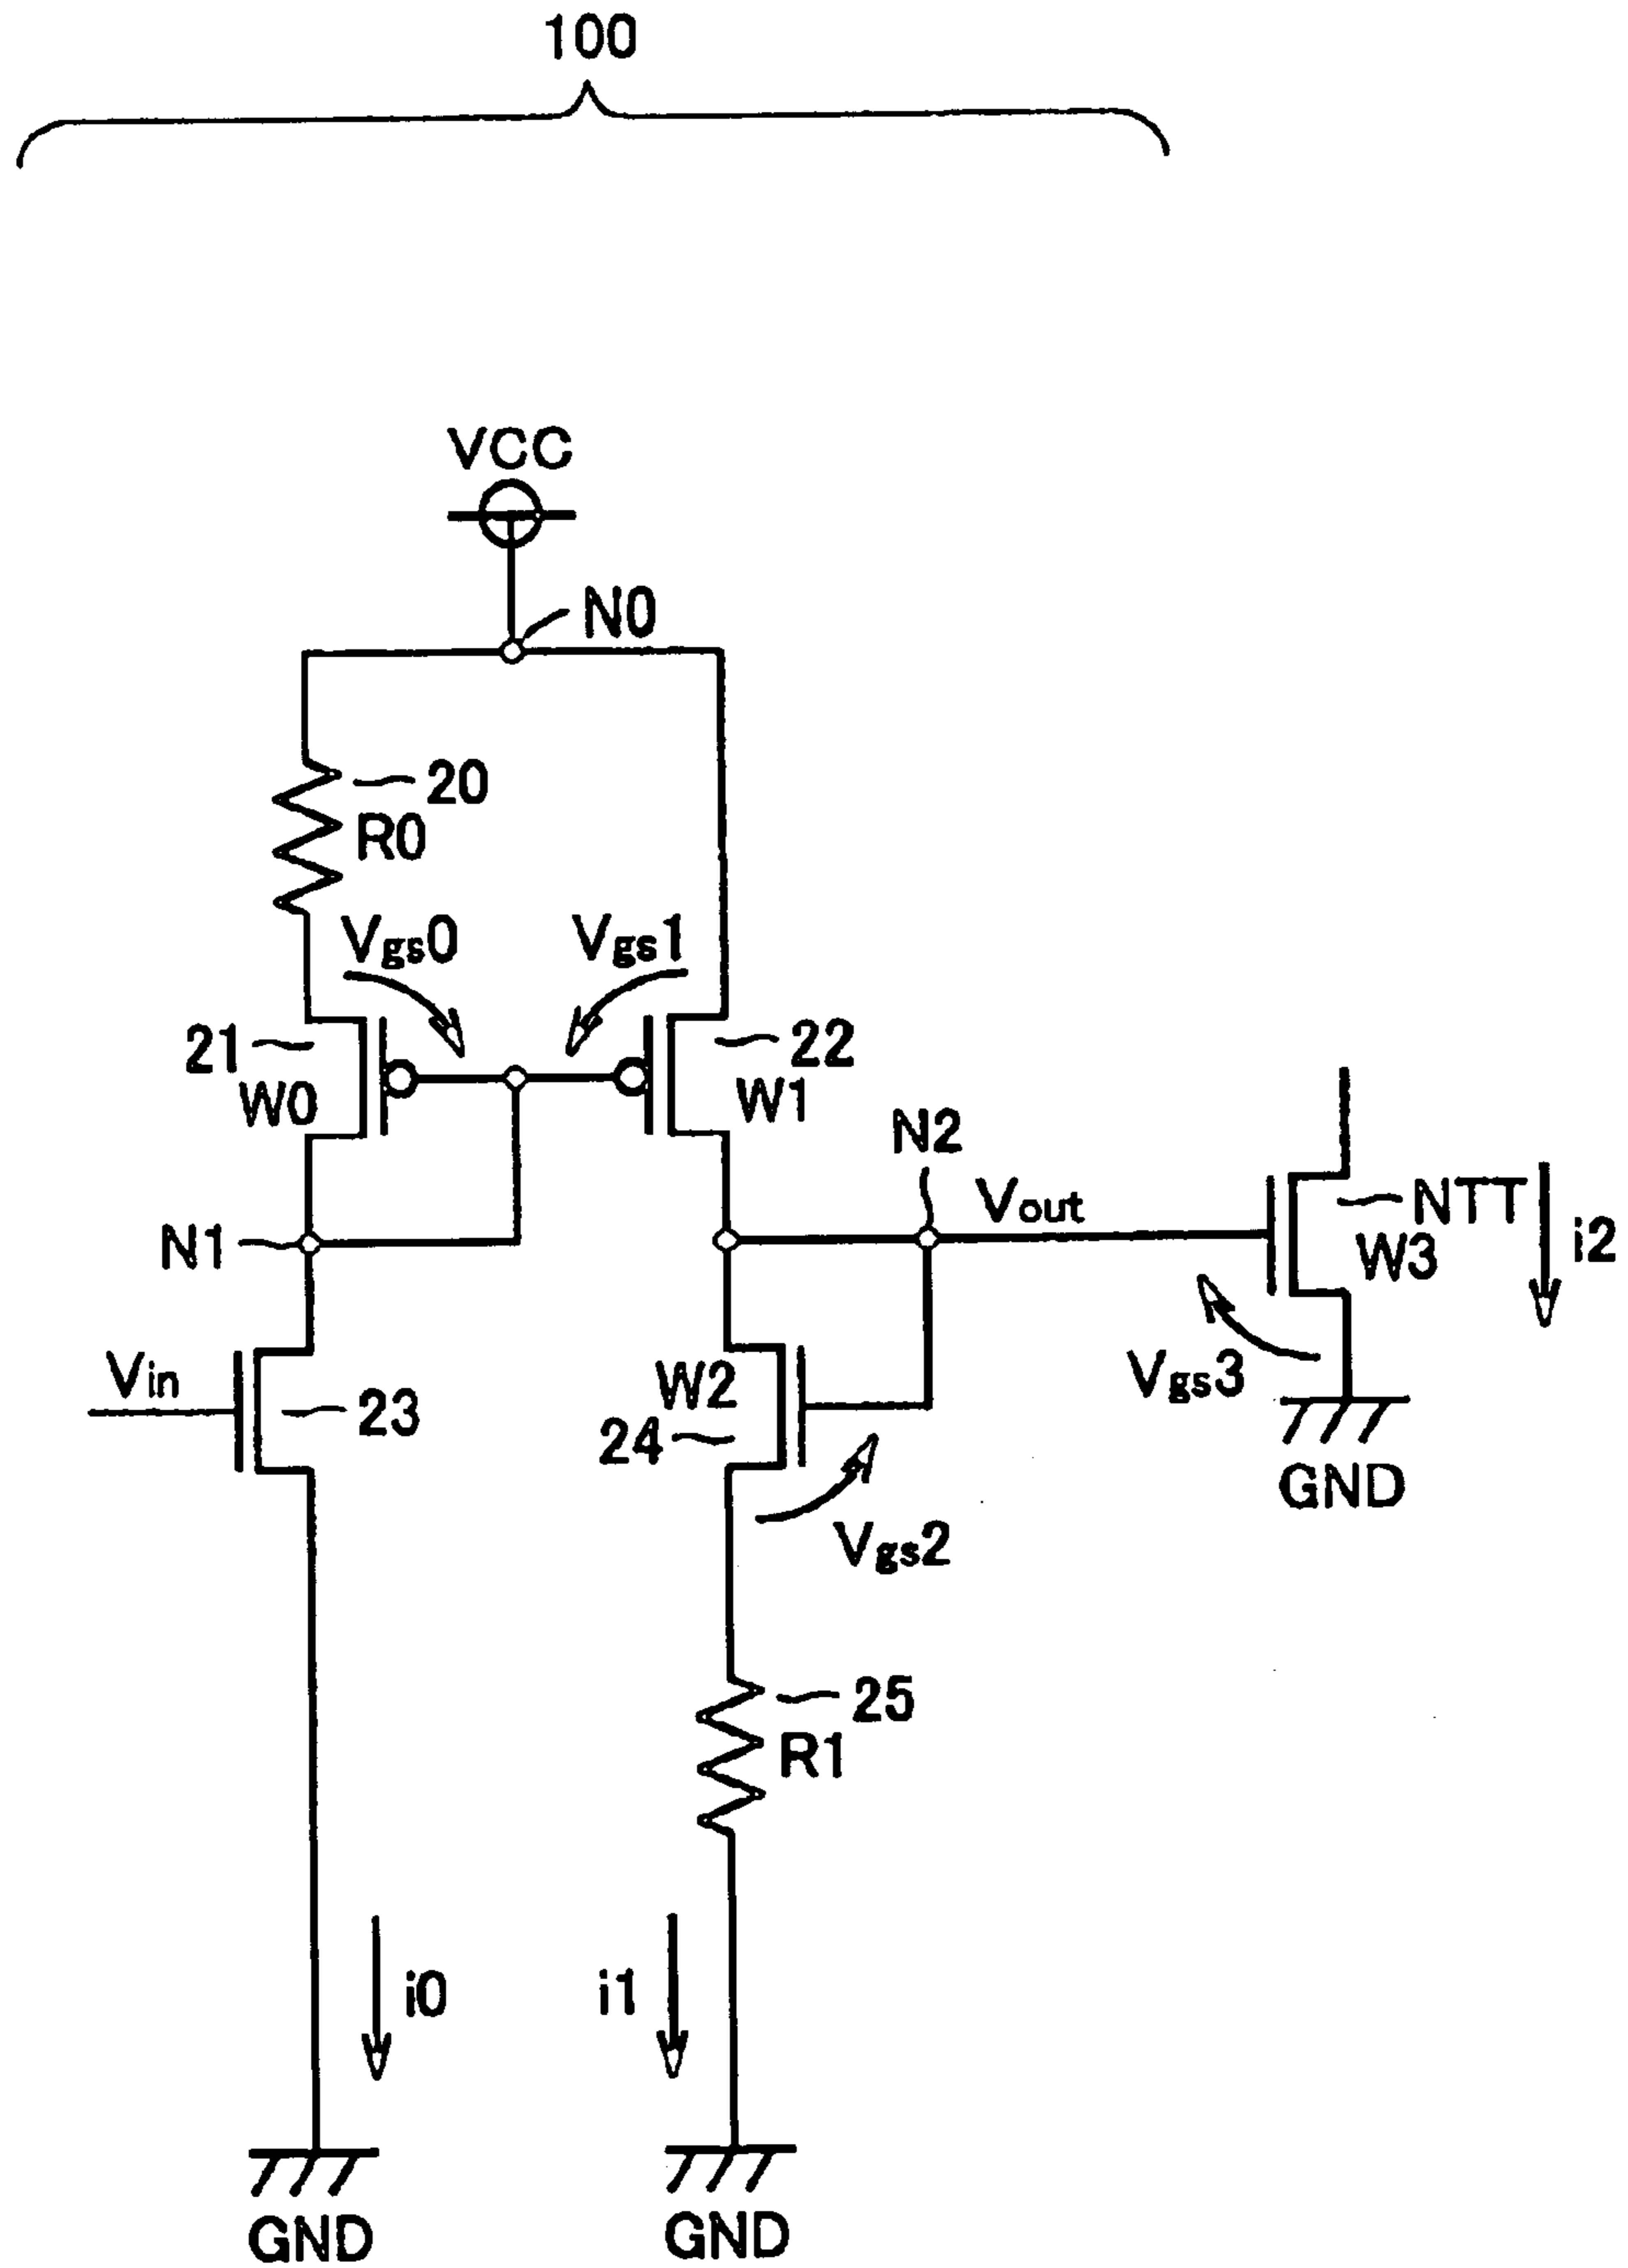 100
VCC
N0
20
R0
Vgs0
Vgs1
21
W0
22
W1
N2
Vout
NTT
W3
i2
N1
Vin
23
W2
24
Vgs3
GND
Vgs2
25
R1
i0
i1
GND
GND